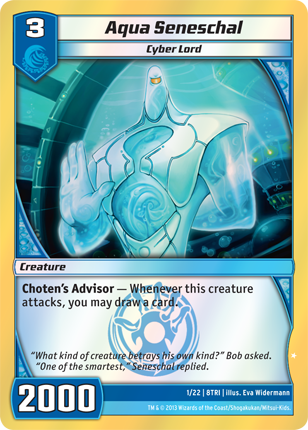 3
Aqua Seneschal
Cyber Lord
Creature
Choten's Advisor — Whenever this creature
attacks, you may draw a card.
"What kind of creature betrays his own kind?" Bob asked.
"One of the smartest," Seneschal replied.
2000
1/22 | 8TRI | illus. Eva Widermann
TM & © 2013 Wizards of the Coast/Shogakukan/Mitsui-Kids.